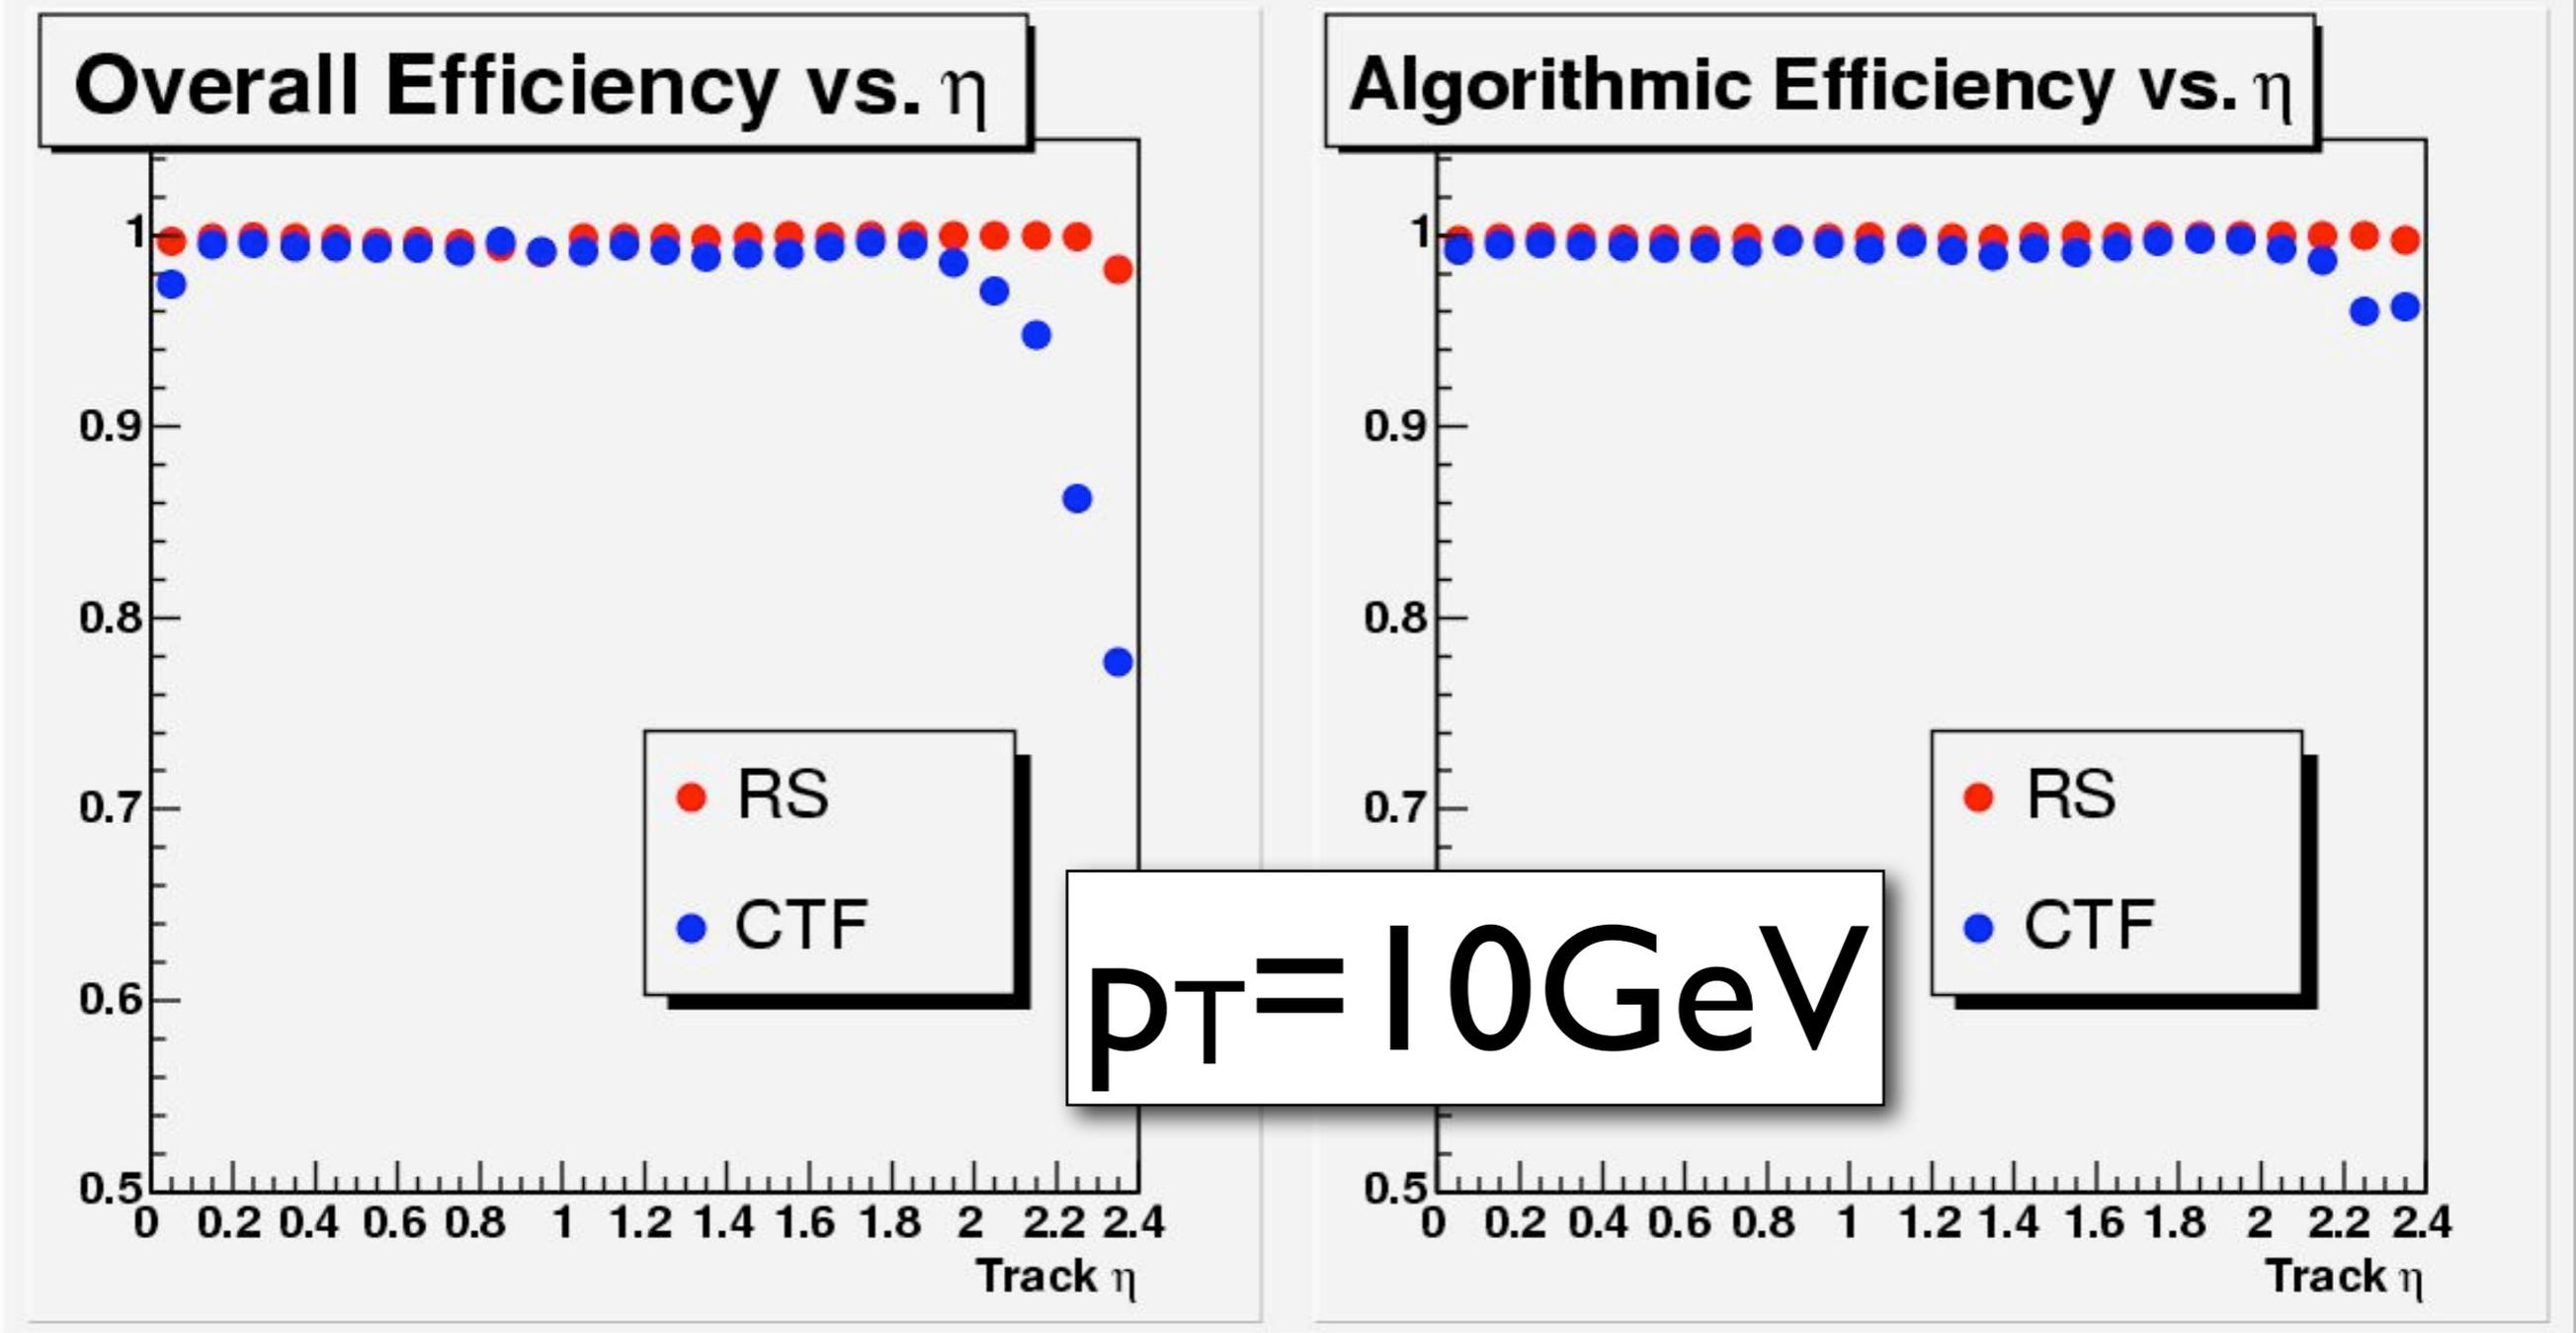 Overall Efficiency vs. η
1
0.9
0.8
0.7
0.6
0.5
0 0.2 0.4 0.6 0.8 1 1.2 1.4 1.6 1.8 2 2.2 2.4
Track η
RS
CTF
pT=10GeV
Algorithmic Efficiency vs. η
1
0.9
0.8
0.7
0.5
0 0.2 0.4 0.6 0.8 1 1.2 1.4 1.6 1.8 2 2.2 2.4
Track η
RS
CTF